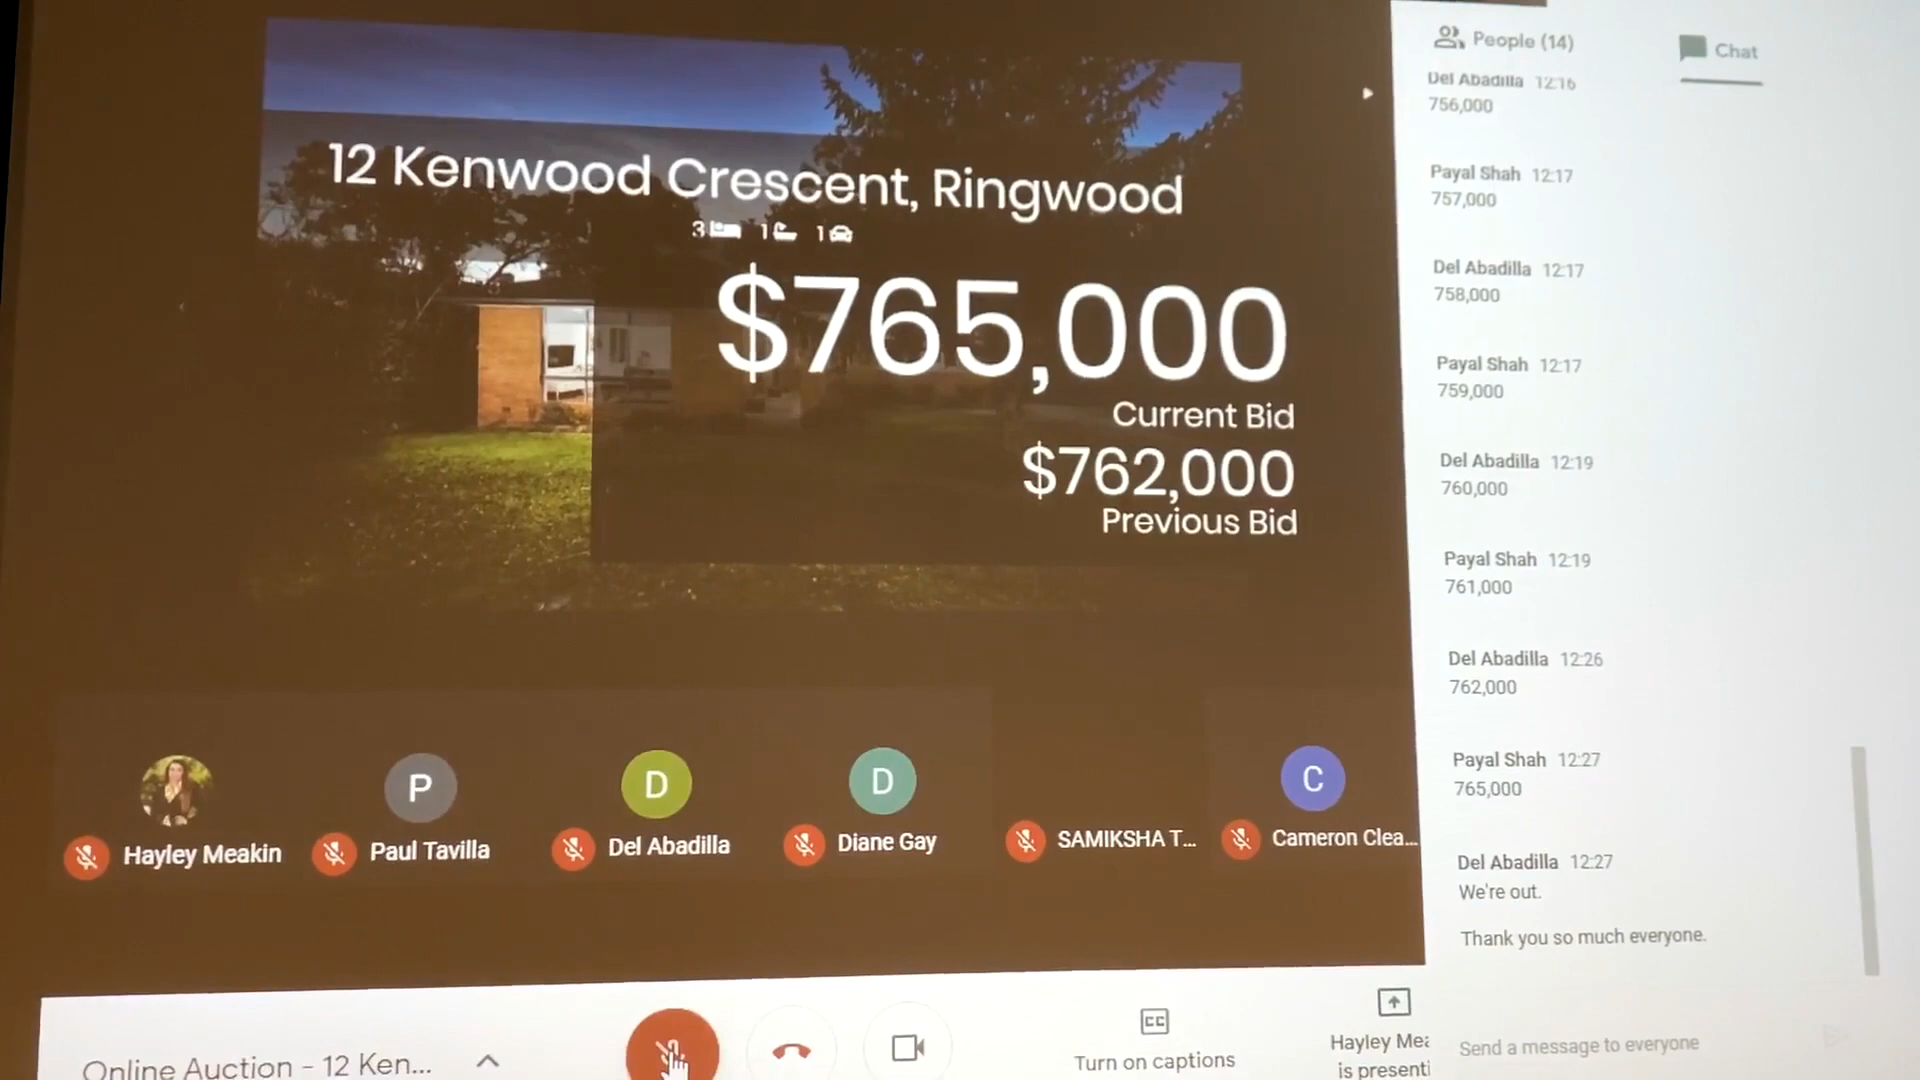 12 Kenwood Crescent, Ringwood
3 1 1
$765,000
Current Bid
$762,000
Previous Bid
Hayley Meakin
P
Paul Tavilla
D
Del Abadilla
D
Diane Gay
SAMIKSHA T...
C
Cameron Clea...
Online Auction - 12 Ken...
CC
Turn on captions
Hayley Mea
is presenti
People (14)
Chat
Del Abadilla 12:16
756,000
Payal Shah 12:17
757,000
Del Abadilla 12:17
758,000
Payal Shah 12:17
759,000
Del Abadilla 12:19
760,000
Payal Shah 12:19
761,000
Del Abadilla 12:26
762,000
Payal Shah 12:27
765,000
Del Abadilla 12:27
We're out.
Thank you so much everyone.
Send a message to everyone